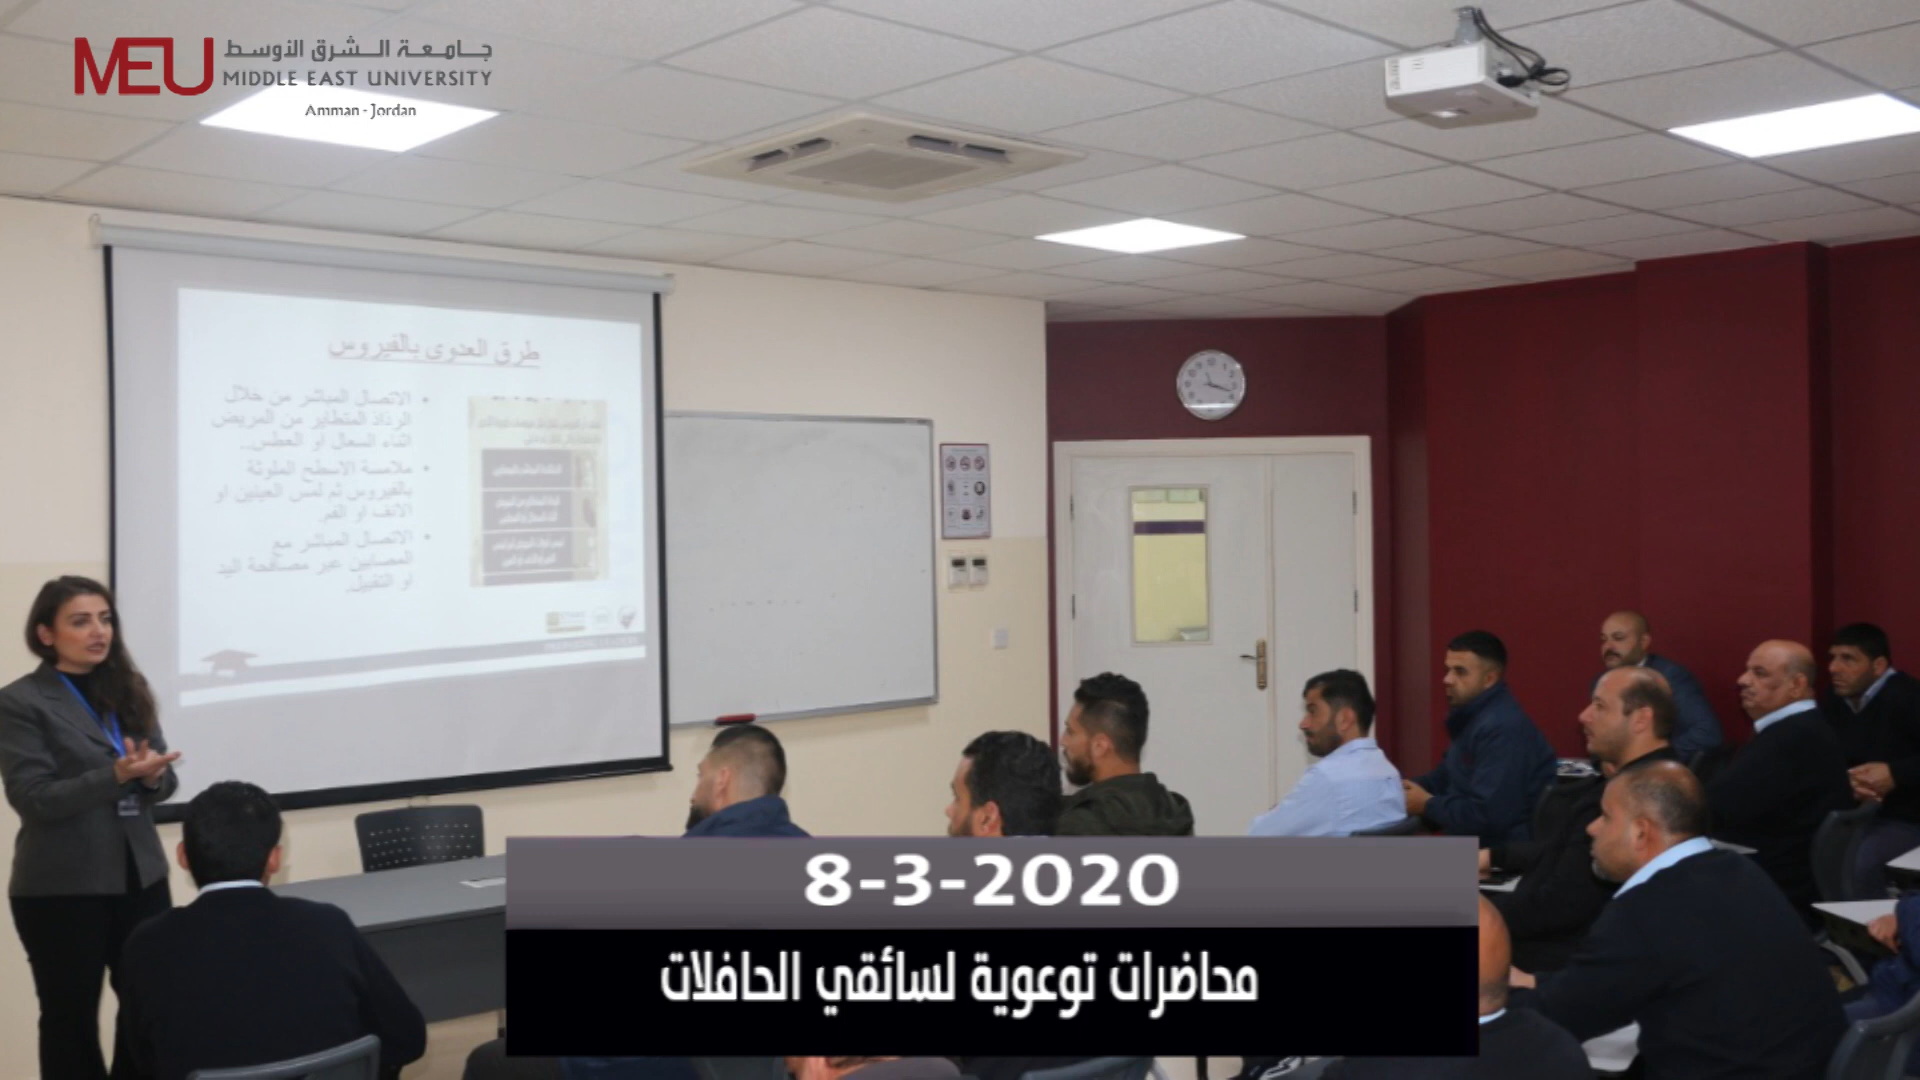 MEU
جامعة الشرق الأوسط
MIDDLE EAST UNIVERSITY
Amman - Jordan
طرق العدوى بالفيروس
• الاتصال المباشر من خلال
الرذاذ المتطاير من المريض
اثناء السعال او العطس..
• ملامسة الاسطح الملوثة
بالفيروس ثم لمس العينين او
الانف او الفم
• الاتصال المباشر مع
المصابين عبر مصافحة اليد
او التقبيل.
8-3-2020
محاضرات توعوية لسائقي الحافلات